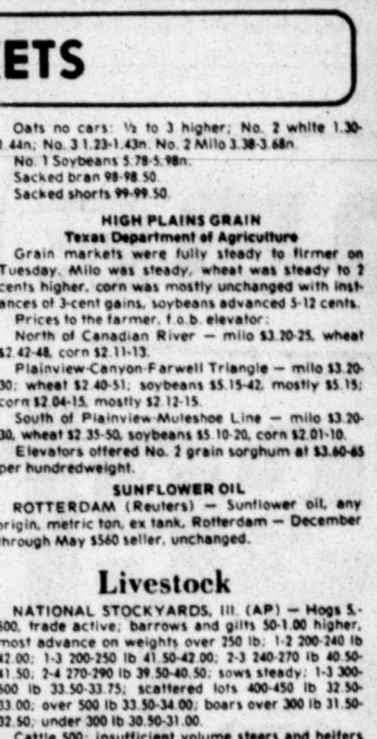 ETS
Oats no cars: ½ to 3 higher; No. 2 white 1.30-
1.44n; No. 3 1.23-1.43n. No. 2 Milo 3.38-3.68n.
No. 1 Soybeans 5.78-5.98n.
Sacked bran 98-98.50.
Sacked shorts 99-99.50.
HIGH PLAINS GRAIN
Texas Department of Agriculture
Grain markets were fully steady to firmer on
Tuesday. Milo was steady, wheat was steady to 2
cents higher, corn was mostly unchanged with inst-
ances of 3-cent gains, soybeans advanced 5-12 cents.
Prices to the farmer, f.o.b. elevator:
North of Canadian River — milo $3.20-25, wheat
$2.42-48, corn $2.11-13.
Plainview-Canyon-Farwell Triangle — milo $3.20-
30; wheat $2.40-51; soybeans $5.15-42, mostly $5.15;
corn $2.04-15, mostly $2.12-15.
South of Plainview-Muleshoe Line — milo $3.20-
30, wheat $2.35-50, soybeans $5.10-20, corn $2.01-10.
Elevators offered No. 2 grain sorghum at $3.60-65
per hundredweight.
SUNFLOWER OIL
ROTTERDAM (Reuters) — Sunflower oil, any
origin, metric ton, ex tank, Rotterdam — December
through May $560 seller, unchanged.
Livestock
NATIONAL STOCKYARDS, Ill. (AP) — Hogs 5,-
500, trade active; barrows and gilts 50-1.00 higher,
most advance on weights over 250 lb; 1-2 200-240 lb
42.00; 1-3 200-250 lb 41.50-42.00; 2-3 240-270 lb 40.50-
41.50; 2-4 270-290 lb 39.50-40.50; sows steady; 1-3 300-
500 lb 33.50-33.75; scattered lots 400-450 lb 32.50-
33.00; over 500 lb 33.50-34.00; boars over 300 lb 31.50-
32.50; under 300 lb 30.50-31.00.
Cattle 500; insufficient volume steers and heifers